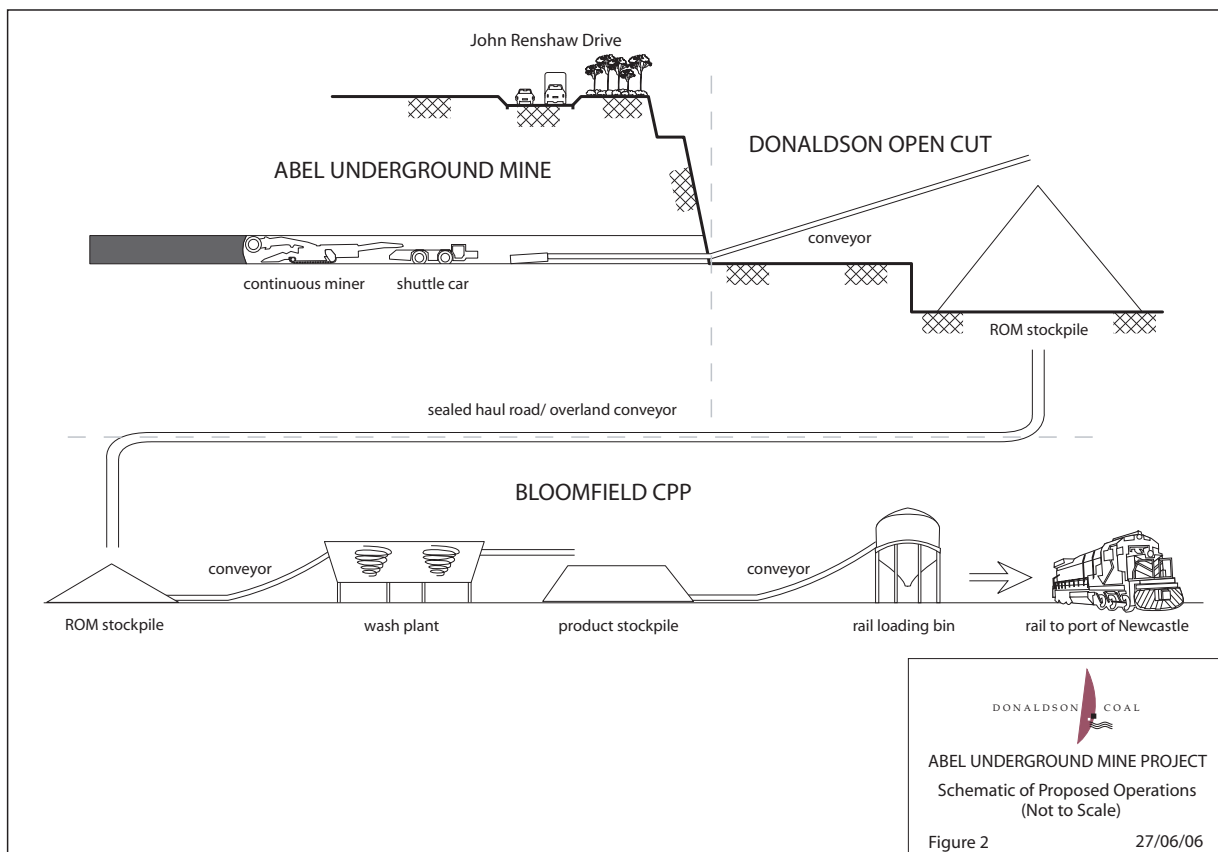 John Renshaw Drive
DONALDSON OPEN CUT
ABEL UNDERGROUND MINE
conveyor
continuous miner
shuttle car
ROM stockpile
sealed haul road/ overland conveyor
BLOOMFIELD CPP
conveyor
conveyor
ROM stockpile
wash plant
product stockpile
rail loading bin
rail to port of Newcastle
DONALDSON COAL
ABEL UNDERGROUND MINE PROJECT
Schematic of Proposed Operations
(Not to Scale)
Figure 2 27/06/06